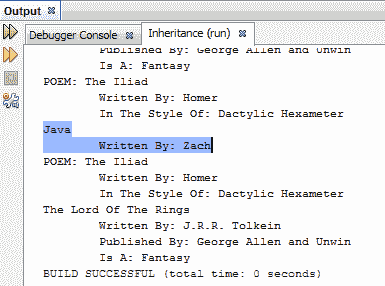 Output
Debugger Console
Inheritance (run)
Published By: George Allen and Unwin
Is A: Fantasy
POEM: The Iliad
Written By: Homer
In The Style Of: Dactylic Hexameter
Java
Written By: Zach
POEM: The Iliad
Written By: Homer
In The Style Of: Dactylic Hexameter
The Lord Of The Rings
Written By: J.R.R. Tolkein
Published By: George Allen and Unwin
Is A: Fantasy
BUILD SUCCESSFUL (total time: 0 seconds)